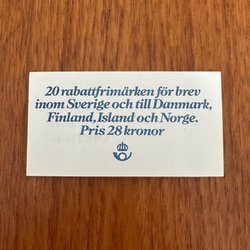 20 rabattfrimärken för brev
inom Sverige och till Danmark,
Finland, Island och Norge.
Pris 28 kronor